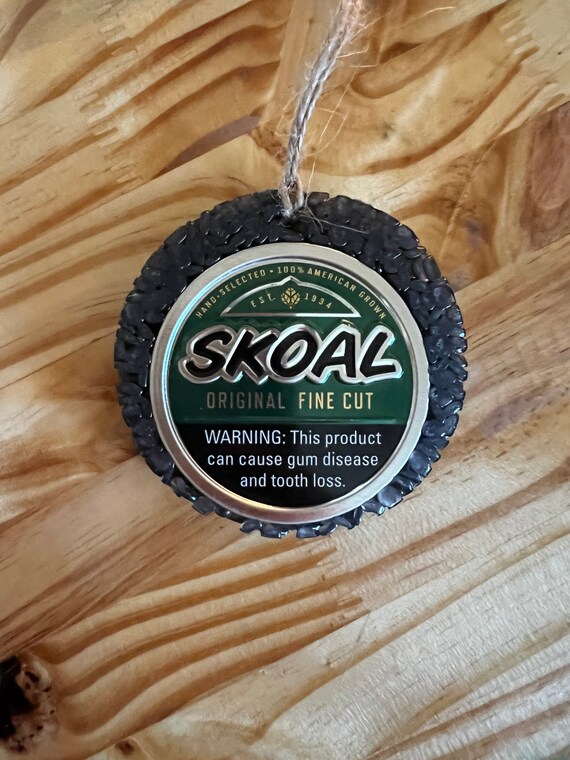 HAND-SELECTED • 100% AMERICAN GROWN
EST. 1934
SKOAL
ORIGINAL FINE CUT
WARNING: This product
can cause gum disease
and tooth loss.